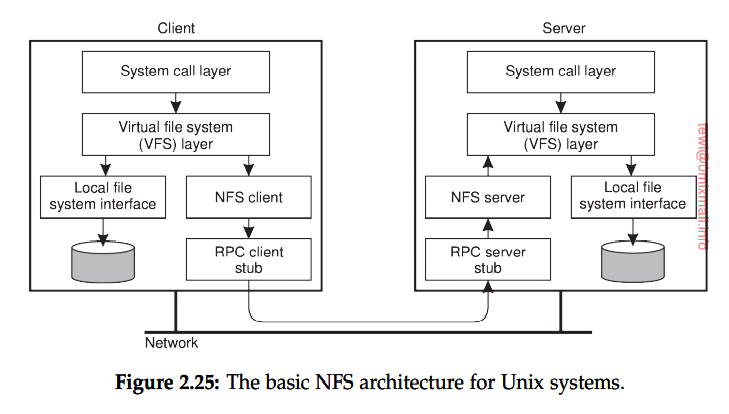 Client
Server
System call layer
System call layer
Virtual file system
(VFS) layer
Virtual file system
(VFS) layer
Local file
system interface
NFS client
NFS server
Local file
system interface
RPC client
stub
RPC server
stub
Network
Figure 2.25: The basic NFS architecture for Unix systems.